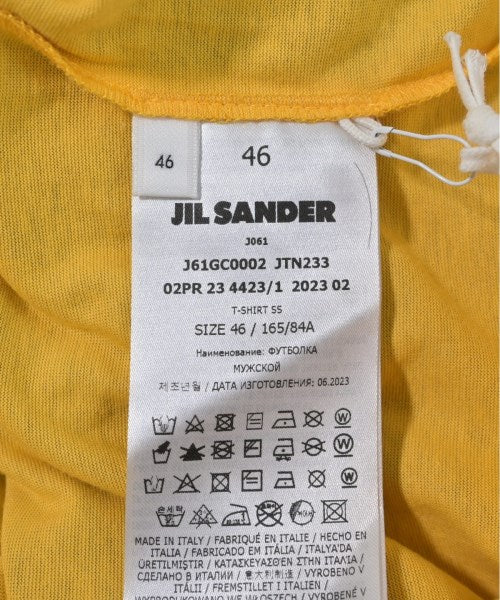 46
46
JIL SANDER
J061
J61GC0002 JTN233
02PR 23 4423/1 2023 02
T-SHIRT SS
SIZE 46 / 165/84A
Наименование: ФУТБОЛКА
МУЖСКОЙ
제조년월 / ДАТА ИЗГОТОВЛЕНИЯ: 06.2023
MADE IN ITALY / FABRIQUÉ EN ITALIE / HECHO EN
ITALIA / FABRICADO EM ITÁLIA / ITALYA'DA
ÜRETILMIŞTIR / ΚΑΤΑΣΚΕΥΑΣΘΕΝ ΣΤΗΝ ΙΤΑΛΙΑ /
СДЕЛАНО В ИТАЛИИ / 意大利制造 / VYROBENO V
ITÁLII / FREMSTILLET I ITALIEN / VYROBENO V